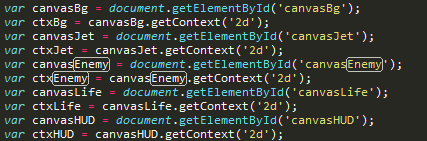 var canvasBg = document.getElementById('canvasBg');
var ctxBg = canvasBg.getContext('2d');
var canvasJet = document.getElementById('canvasJet');
var ctxJet = canvasJet.getContext('2d');
var canvasEnemy = document.getElementById('canvasEnemy');
var ctxEnemy = canvasEnemy.getContext('2d');
var canvasLife = document.getElementById('canvasLife');
var ctxLife = canvasLife.getContext('2d');
var canvasHUD = document.getElementById('canvasHUD');
var ctxHUD = canvasHUD.getContext('2d');